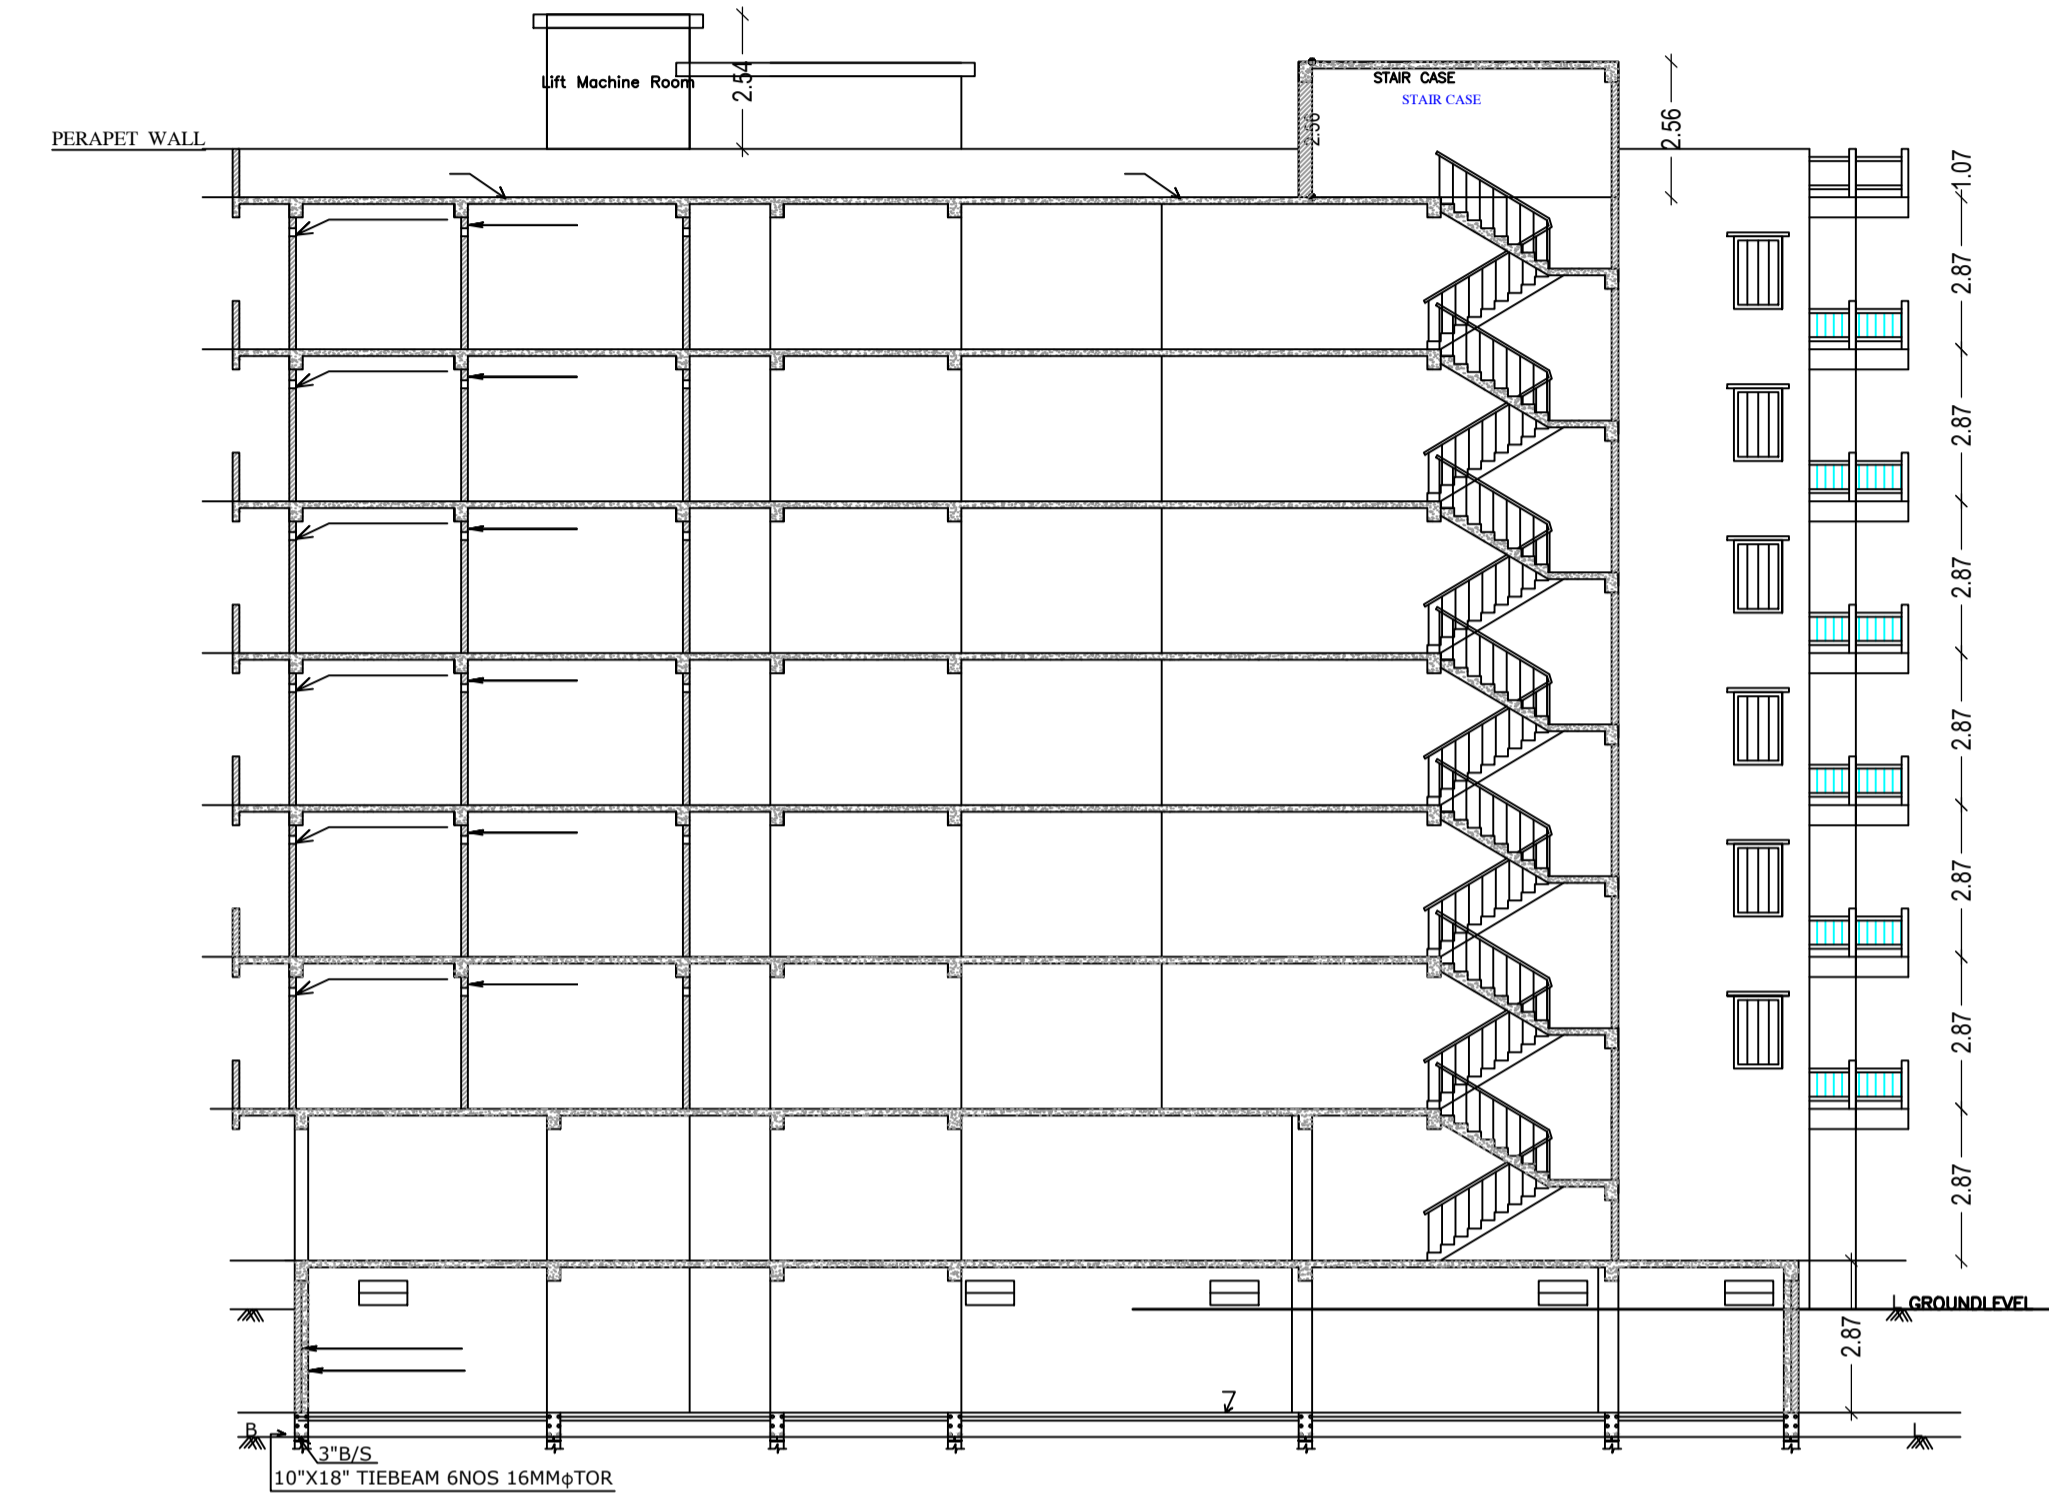 2.54
Lift Machine Room
STAIR CASE
STAIR CASE
2.56
2.56
PERAPET WALL
1.07
2.87
2.87
2.87
2.87
2.87
2.87
2.87
GROUNDLEVEL
2.87
B
L
3"B/S
10"X18" TIEBEAM 6NOS 16MMϕTOR